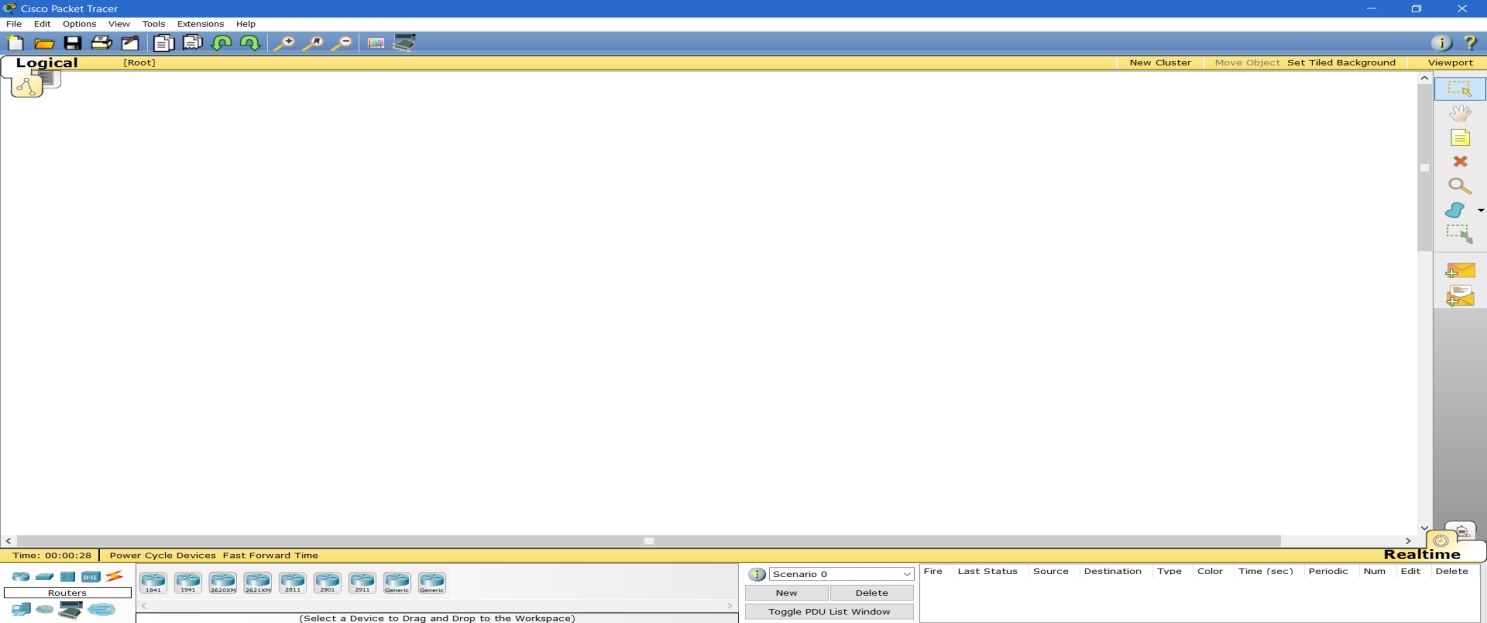 Cisco Packet Tracer
File Edit Options View Tools Extensions Help
Logical [Root] New Cluster Move Object Set Tiled Background Viewport
Time: 00:00:28 Power Cycle Devices Fast Forward Time
Realtime
Routers
1841 1941 2620XM 2621XM 2811 2901 2911 Generic Generic
(Select a Device to Drag and Drop to the Workspace)
Scenario 0
New Delete
Toggle PDU List Window
Fire Last Status Source Destination Type Color Time (sec) Periodic Num Edit Delete